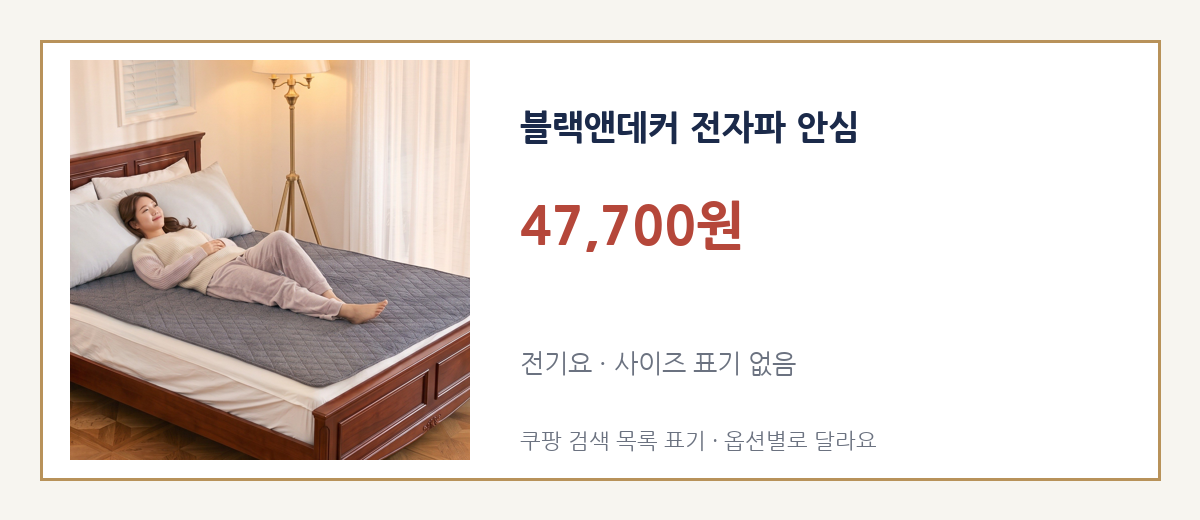 블랙앤데커 전자파 안심
47,700원
전기요 · 사이즈 표기 없음
쿠팡 검색 목록 표기 · 옵션별로 달라요